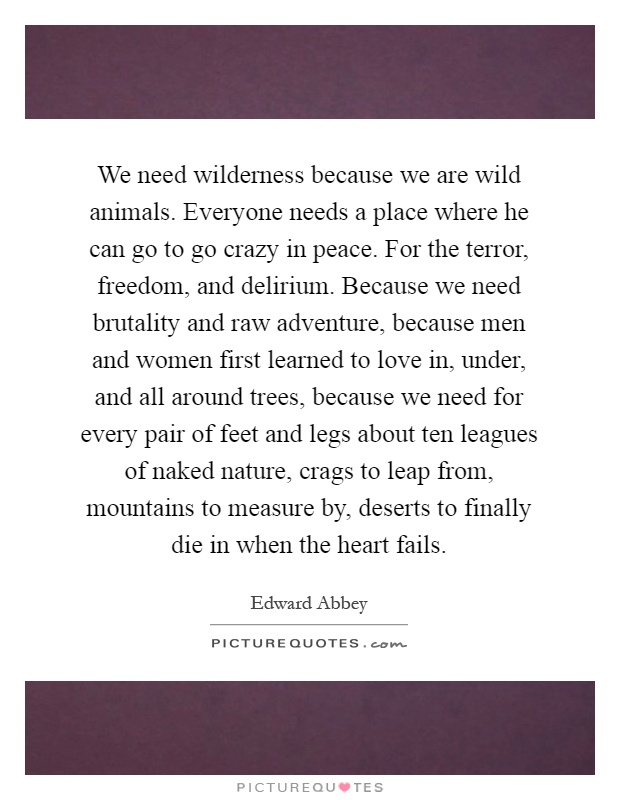 We need wilderness because we are wild
animals. Everyone needs a place where he
can go to go crazy in peace. For the terror,
freedom, and delirium. Because we need
brutality and raw adventure, because men
and women first learned to love in, under,
and all around trees, because we need for
every pair of feet and legs about ten leagues
of naked nature, crags to leap from,
mountains to measure by, deserts to finally
die in when the heart fails.
Edward Abbey
PICTUREQUOTES.com
PICTUREQU♥TES